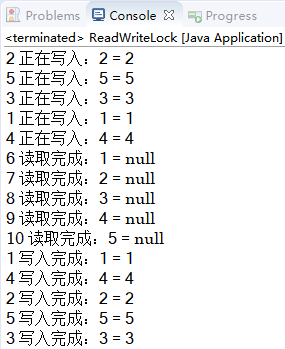 Problems Console Progress
<terminated> ReadWriteLock [Java Application]
2 正在写入：2 = 2
5 正在写入：5 = 5
3 正在写入：3 = 3
1 正在写入：1 = 1
4 正在写入：4 = 4
6 读取完成：1 = null
7 读取完成：2 = null
8 读取完成：3 = null
9 读取完成：4 = null
10 读取完成：5 = null
1 写入完成：1 = 1
4 写入完成：4 = 4
2 写入完成：2 = 2
5 写入完成：5 = 5
3 写入完成：3 = 3